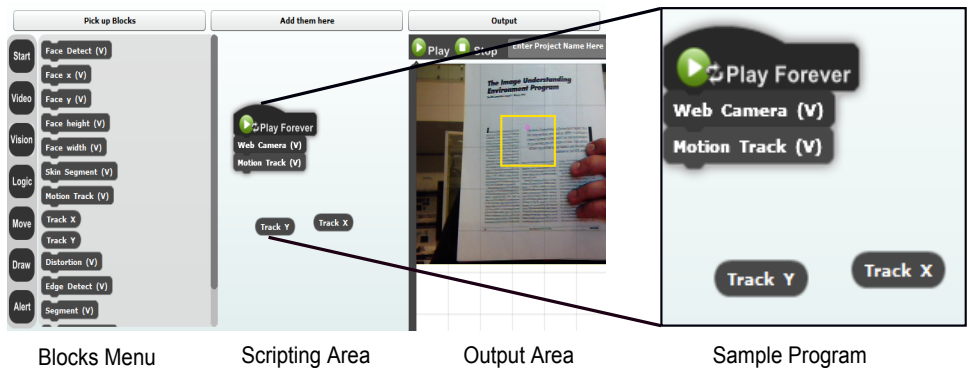 Pick up Blocks
Add them here
Output
Start
Video
Vision
Logic
Move
Draw
Alert
Face Detect (V)
Face x (V)
Face y (V)
Face height (V)
Face width (V)
Skin Segment (V)
Motion Track (V)
Track X
Track Y
Distortion (V)
Edge Detect (V)
Segment (V)
Play Forever
Web Camera (V)
Motion Track (V)
Track Y
Track X
Play
Stop
Enter Project Name Here
The Image Understanding
Environment Program
Play Forever
Web Camera (V)
Motion Track (V)
Track Y
Track X
Blocks Menu
Scripting Area
Output Area
Sample Program